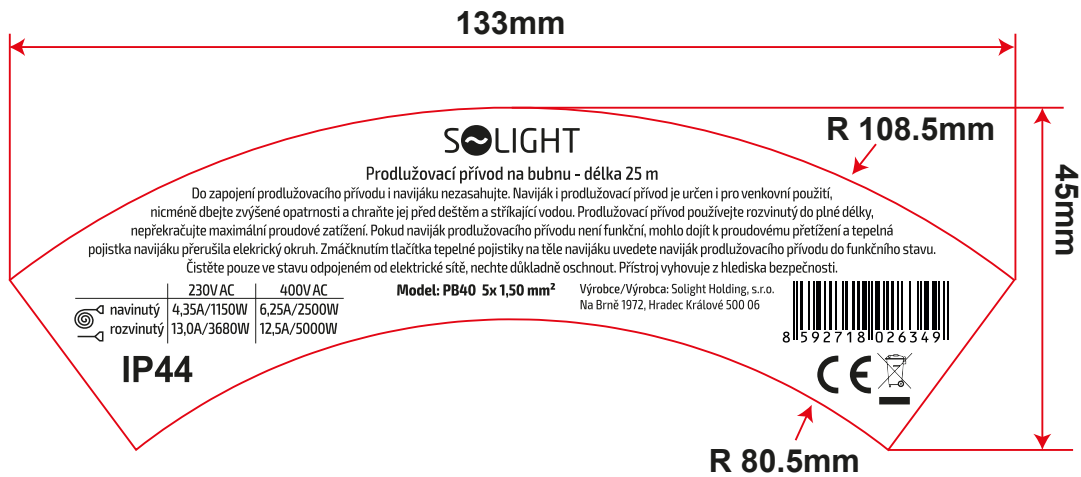 133mm
SOLIGHT
R 108.5mm
45mm
Prodlužovací přívod na bubnu - délka 25 m
Do zapojení prodlužovacího přívodu i navijáku nezasahujte. Naviják i prodlužovací přívod je určen i pro venkovní použití,
nicméně dbejte zvýšené opatrnosti a chraňte jej před deštěm a stříkající vodou. Prodlužovací přívod používejte rozvinutý do plné délky,
nepřekračujte maximální proudové zatížení. Pokud naviják prodlužovacího přívodu není funkční, mohlo dojít k proudovému přetížení a tepelná
pojistka navijáku přerušila elekrický okruh. Zmáčknutím tlačítka tepelné pojistiky na těle navijáku uvedete naviják prodlužovacího přívodu do funkčního stavu.
Čistěte pouze ve stavu odpojeném od elektrické sítě, nechte důkladně oschnout. Přístroj vyhovuje z hlediska bezpečnosti.
230V AC 400V AC
navinutý 4,35A/1150W 6,25A/2500W
rozvinutý 13,0A/3680W 12,5A/5000W
Model: PB40 5x 1,50 mm²
Výrobce/Výrobca: Solight Holding, s.r.o.
Na Brně 1972, Hradec Králové 500 06
8 592718 026349
IP44
CE
R 80.5mm